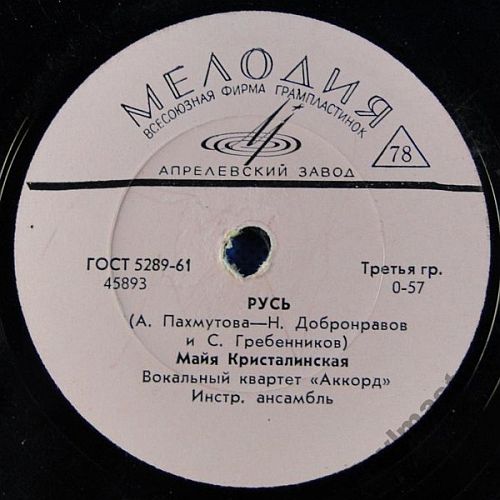 МЕЛОДИЯ
ВСЕСОЮЗНАЯ ФИРМА ГРАМПЛАСТИНОК
78
АПРЕЛЕВСКИЙ ЗАВОД
ГОСТ 5289-61
Третья гр.
45893
0-57
РУСЬ
(А. Пахмутова—Н. Добронравов
и С. Гребенников)
Майя Кристалинская
Вокальный квартет «Аккорд»
Инстр. ансамбль